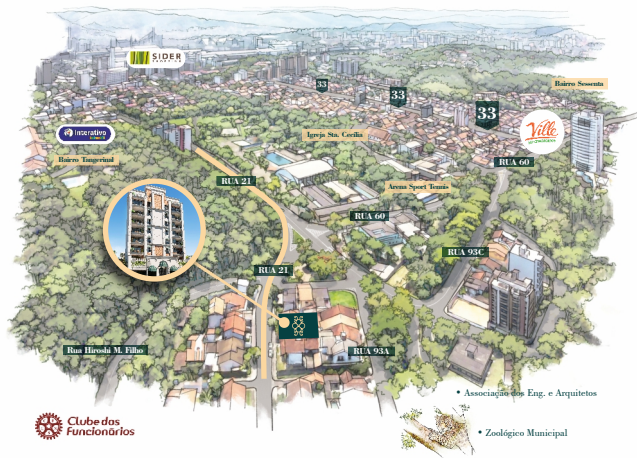 SIDER
SHOPPING
33
33
33
Bairro Sessenta
Interativo
Ville
Igreja Sta. Cecília
Bairro Tangerinal
RUA 60
RUA 21
Arena Sport Tennis
RUA 60
RUA 93C
RUA 21
Rua Hiroshi M. Filho
RUA 93A
• Associação dos Eng. e Arquitetos
Clube das
Funcionários
• Zoológico Municipal